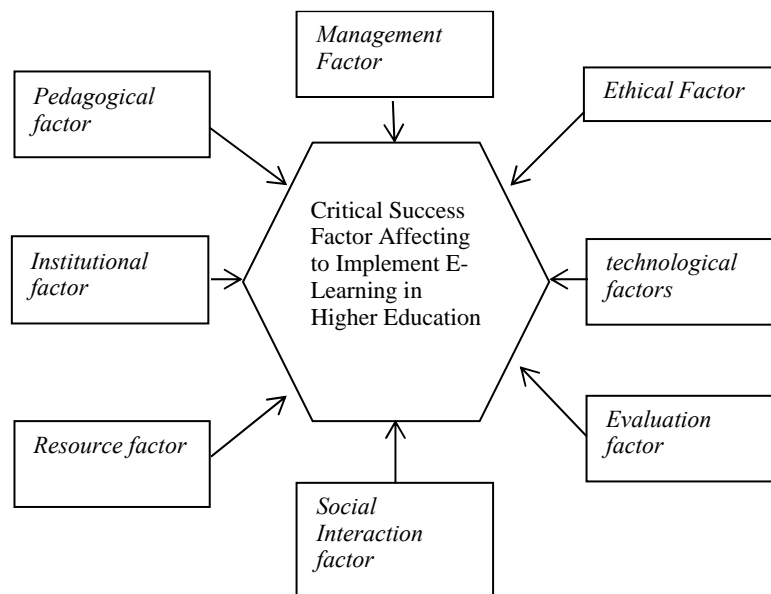 Management
Factor
Pedagogical
factor
Ethical Factor
Critical Success
Factor Affecting
to Implement E-
Learning in
Higher Education
Institutional
factor
technological
factors
Resource factor
Evaluation
factor
Social
Interaction
factor